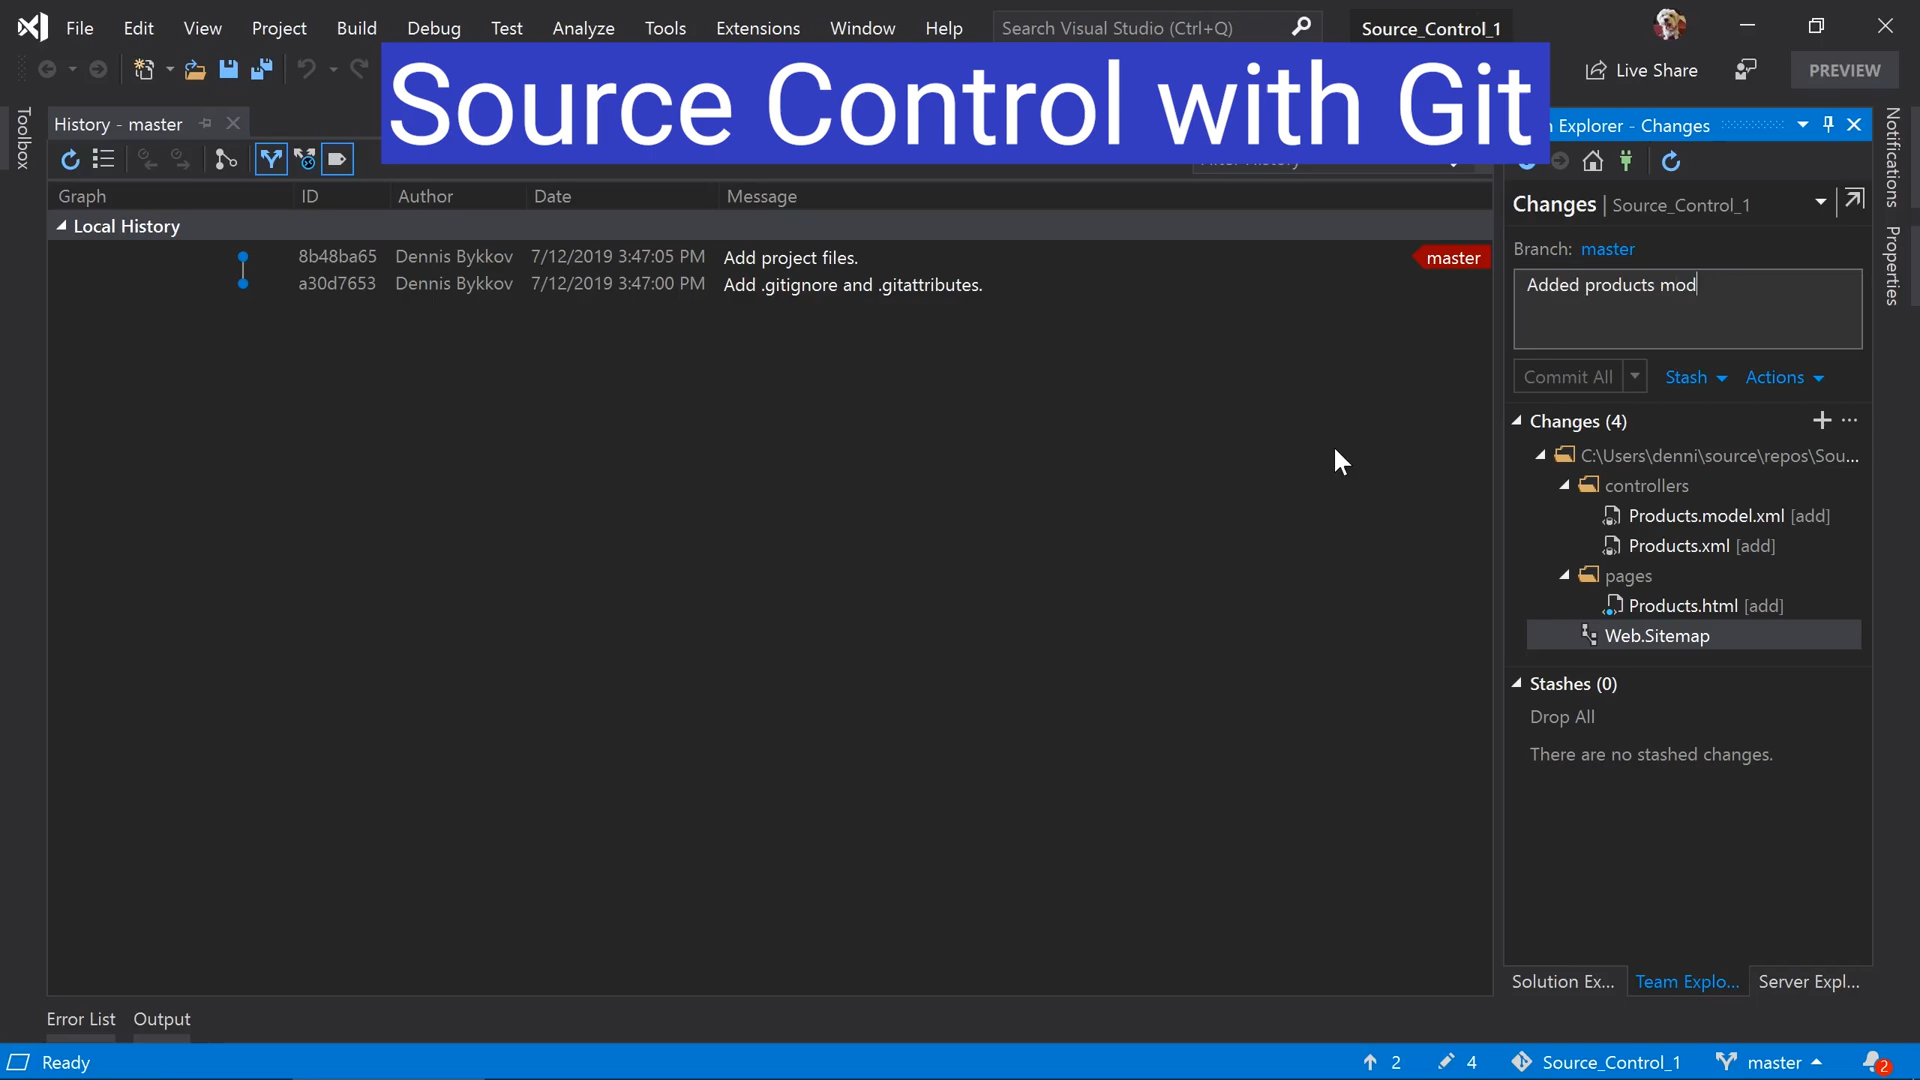 File Edit View Project Build Debug Test Analyze Tools Extensions Window Help Search Visual Studio (Ctrl+Q) Source_Control_1
Source Control with Git
Live Share PREVIEW
Toolbox
History - master
Explorer - Changes
Notifications
Properties
Graph ID Author Date Message
Local History
8b48ba65 Dennis Bykkov 7/12/2019 3:47:05 PM Add project files. master
a30d7653 Dennis Bykkov 7/12/2019 3:47:00 PM Add .gitignore and .gitattributes.
Changes | Source_Control_1
Branch: master
Added products mod
Commit All Stash Actions
Changes (4)
C:\Users\denni\source\repos\Sou...
controllers
Products.model.xml [add]
Products.xml [add]
pages
Products.html [add]
Web.Sitemap
Stashes (0)
Drop All
There are no stashed changes.
Solution Ex... Team Explo... Server Expl...
Error List Output
Ready 2 4 Source_Control_1 master 2